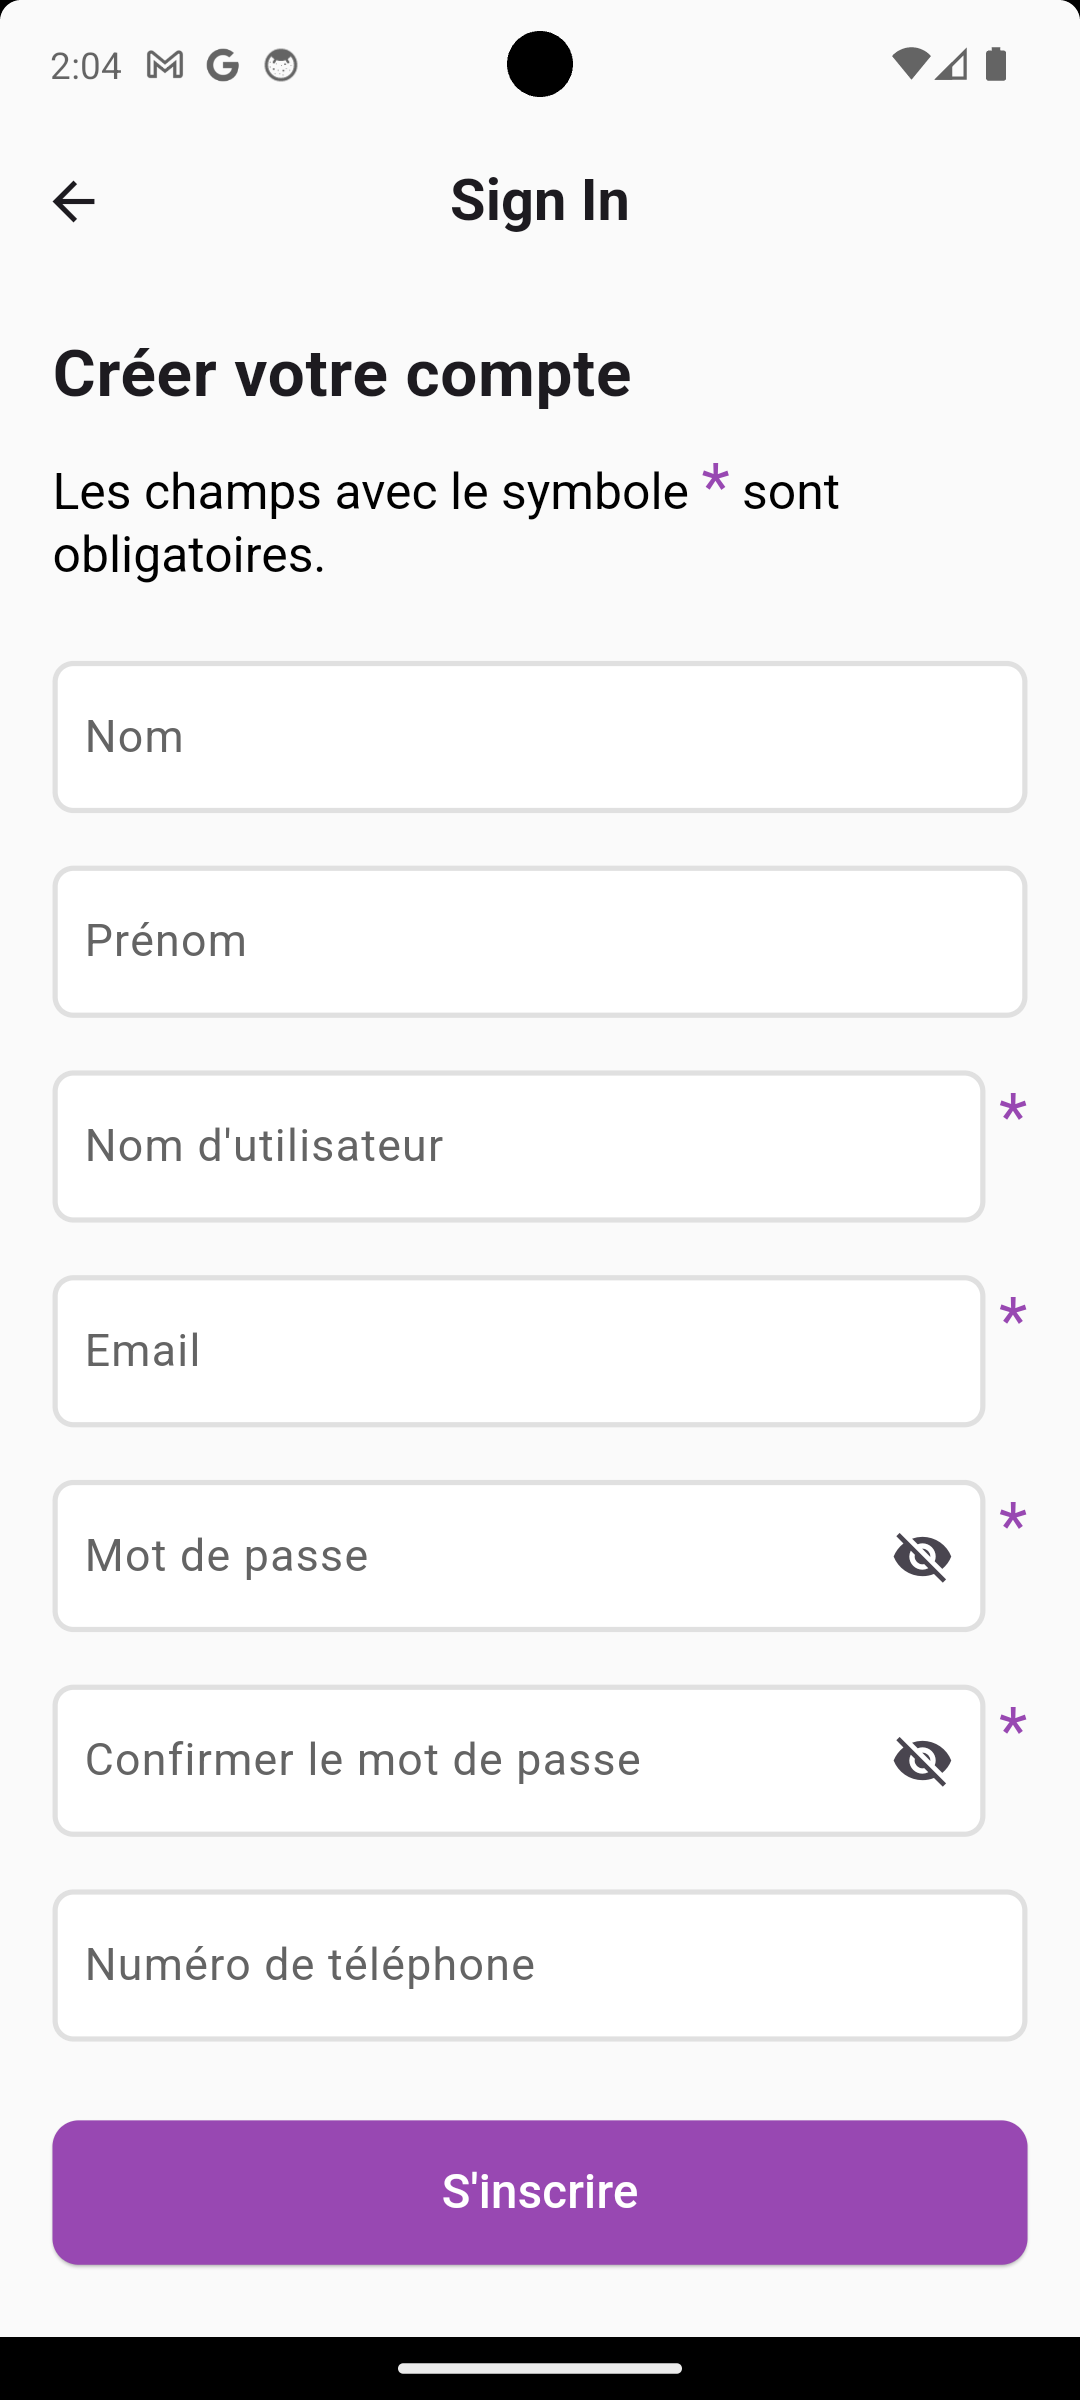 2:04
Sign In
Créer votre compte
Les champs avec le symbole * sont
obligatoires.
Nom
Prénom
Nom d'utilisateur *
Email *
Mot de passe *
Confirmer le mot de passe *
Numéro de téléphone
S'inscrire